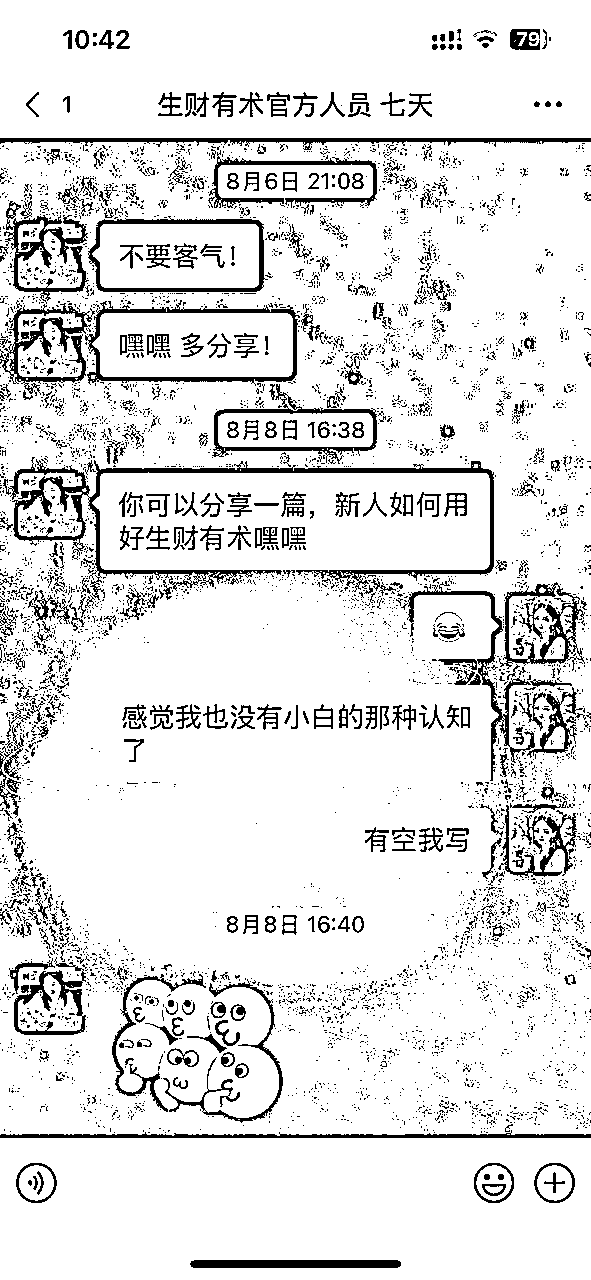 10:42
79
1
生财有术官方人员 七天
8月6日 21:08
不要客气！
嘿嘿 多分享！
8月8日 16:38
你可以分享一篇，新人如何用
好生财有术嘿嘿
感觉我也没有小白的那种认知
了
有空我写
8月8日 16:40